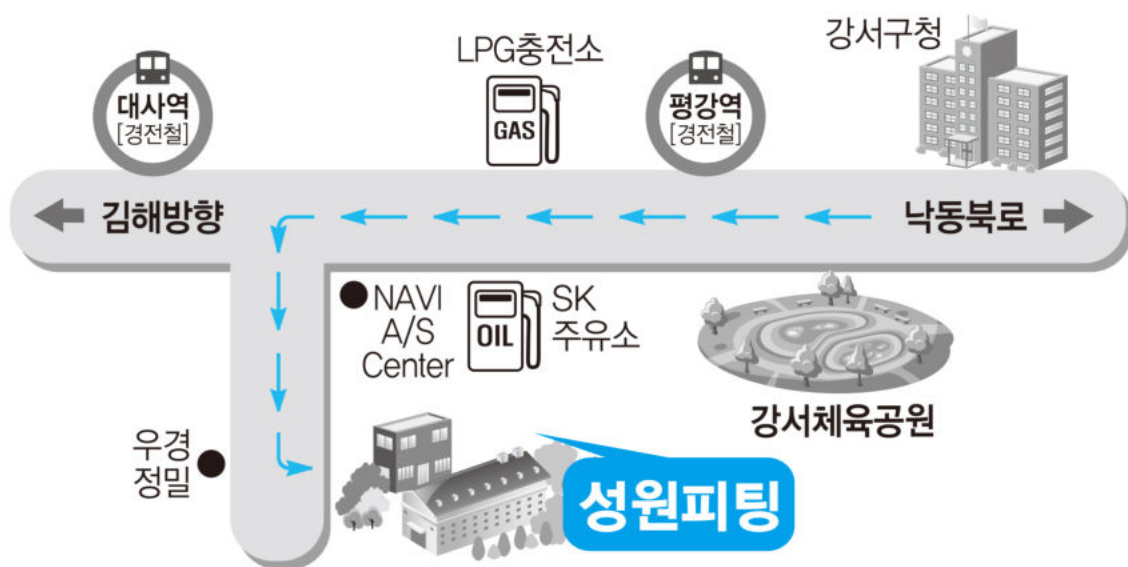 강서구청
LPG충전소
GAS
대사역
[경전철]
평강역
[경전철]
김해방향
낙동북로
NAVI
A/S
Center
OIL
SK
주유소
강서체육공원
우경
정밀
성원피팅